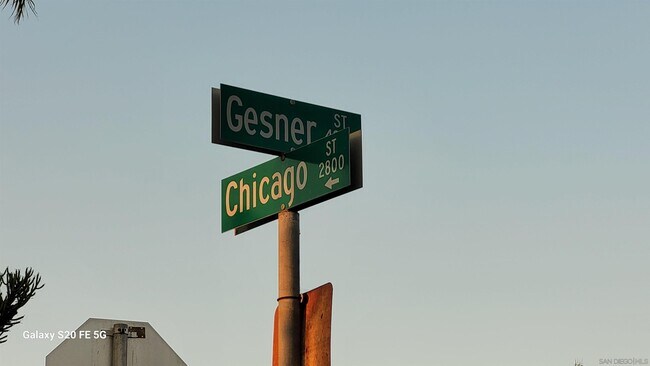 Gesner ST
Chicago ST
2800
Galaxy S20 FE 5G
SAN DIEGO MLS